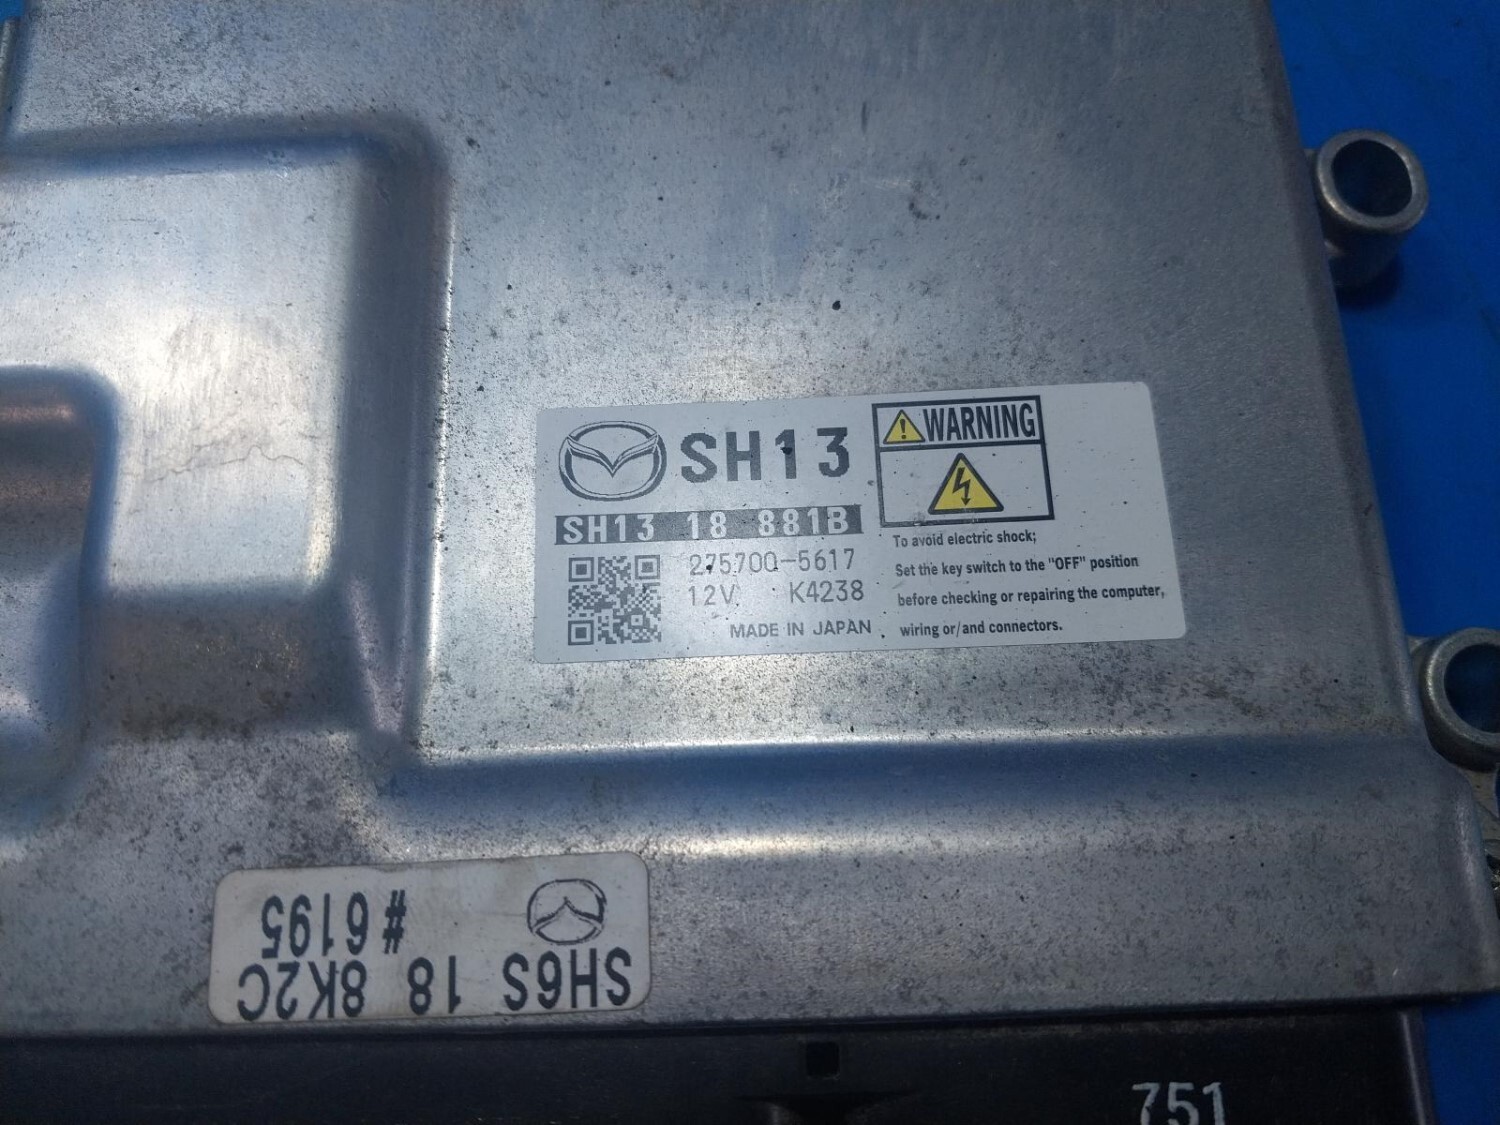 SH13
SH13 18 881B
275700-5617
12V K4238
MADE IN JAPAN
WARNING
To avoid electric shock;
Set the key switch to the "OFF" position
before checking or repairing the computer,
wiring or/and connectors.
SH6S 18 8K2C
# 6195
751